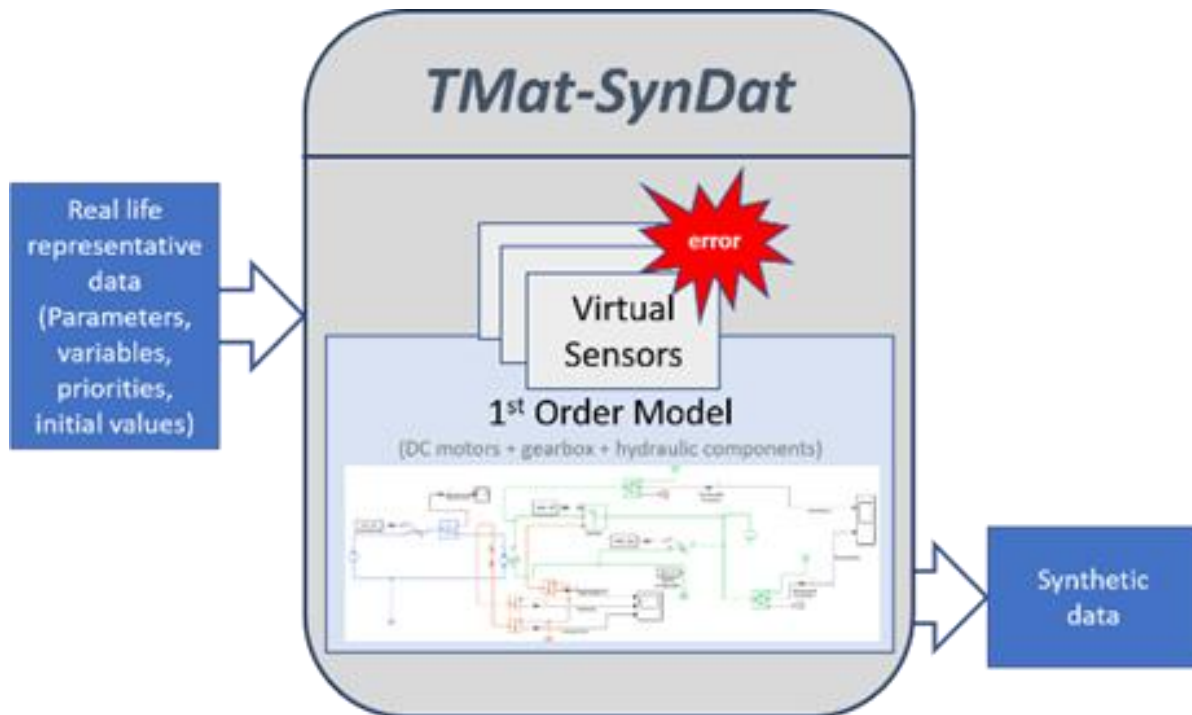 TMat-SynDat
Real life
representative
data
(Parameters,
variables,
priorities,
initial values)
error
Virtual
Sensors
1st Order Model
(DC motors + gearbox + hydraulic components)
Synthetic
data